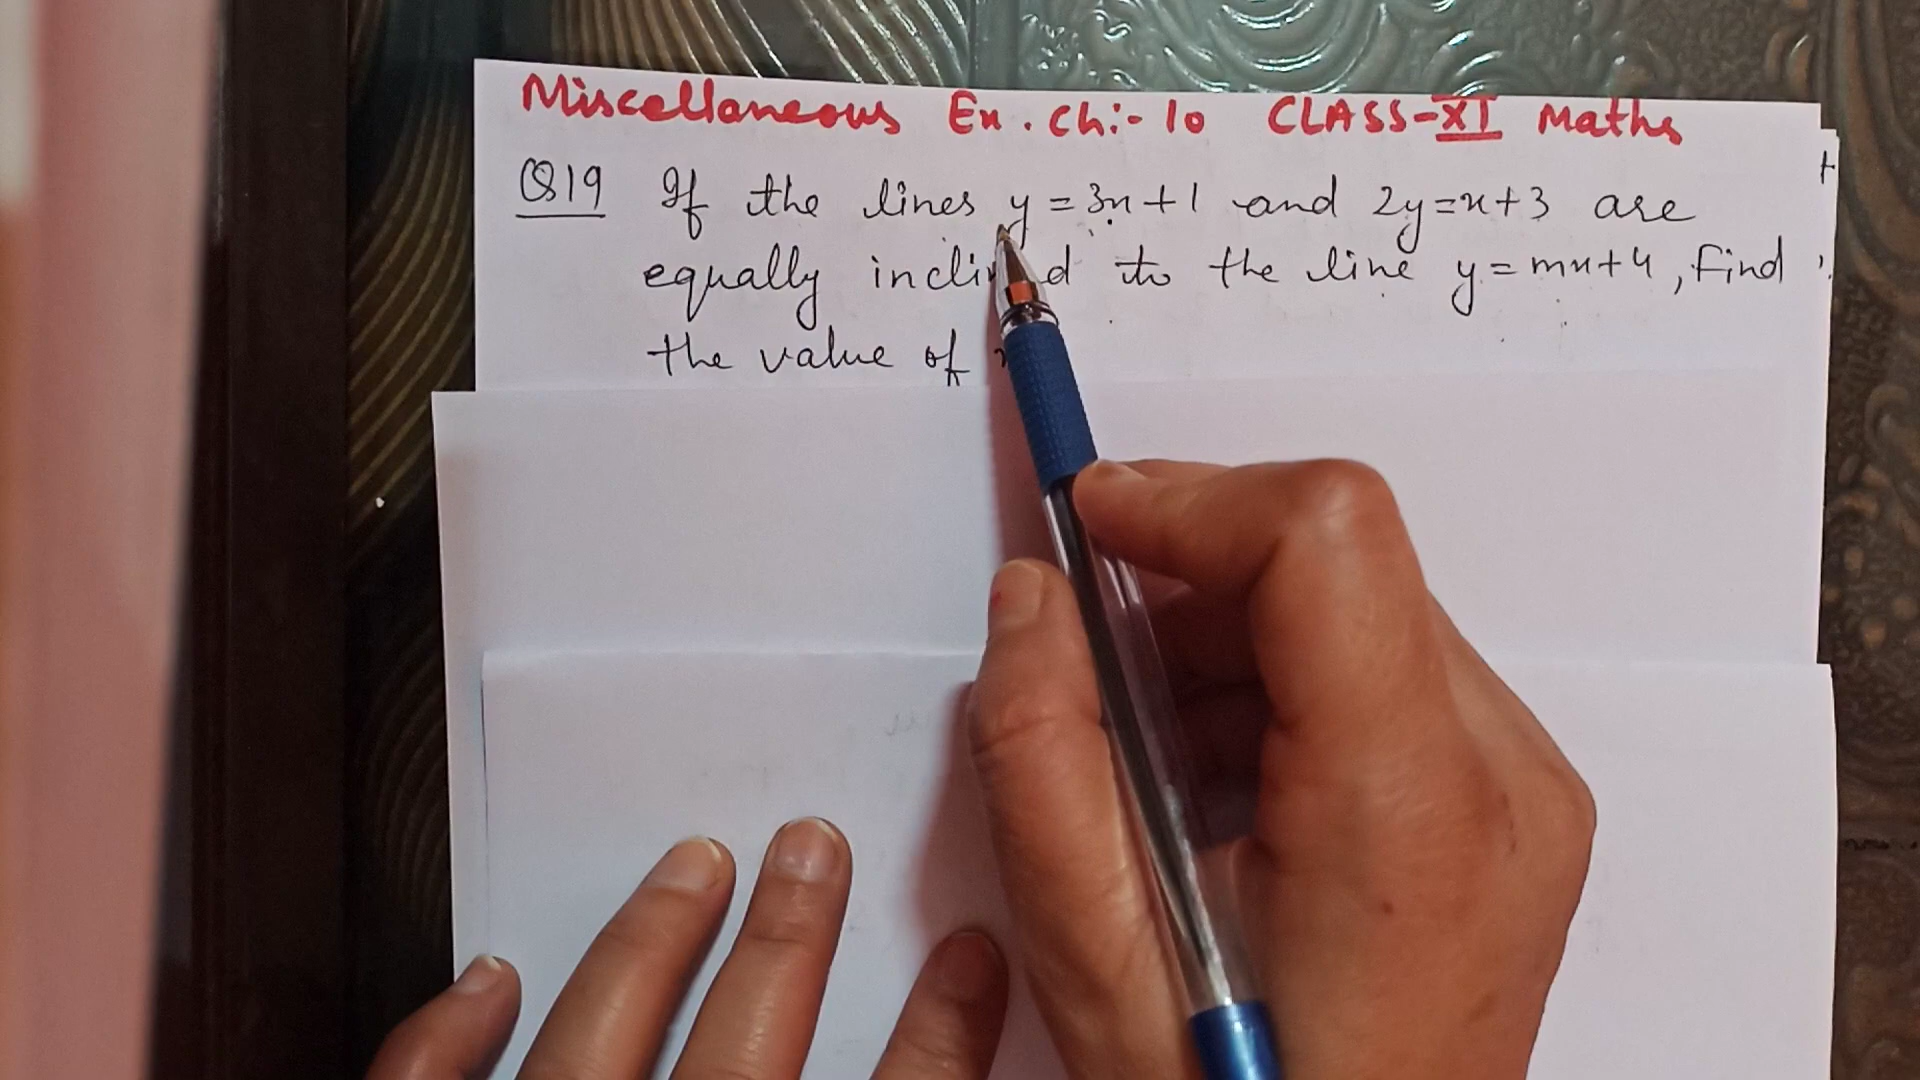 Miscellaneous Ex. Ch:- 10 CLASS-XI Maths
Q19 If the lines y = 3x+1 and 2y=x+3 are
equally inclined to the line y = mx+4, find
the value of